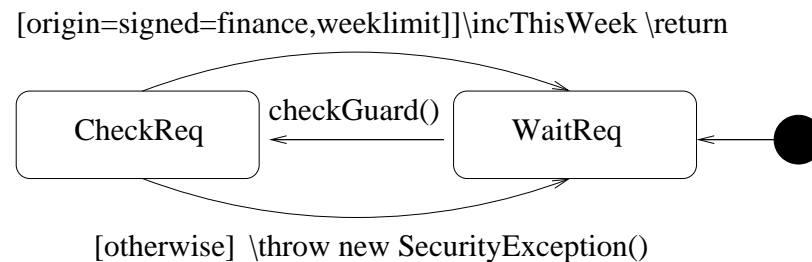 [origin=signed=finance,weeklimit]]\incThisWeek \return
checkGuard()
CheckReq
WaitReq
[otherwise] \throw new SecurityException()